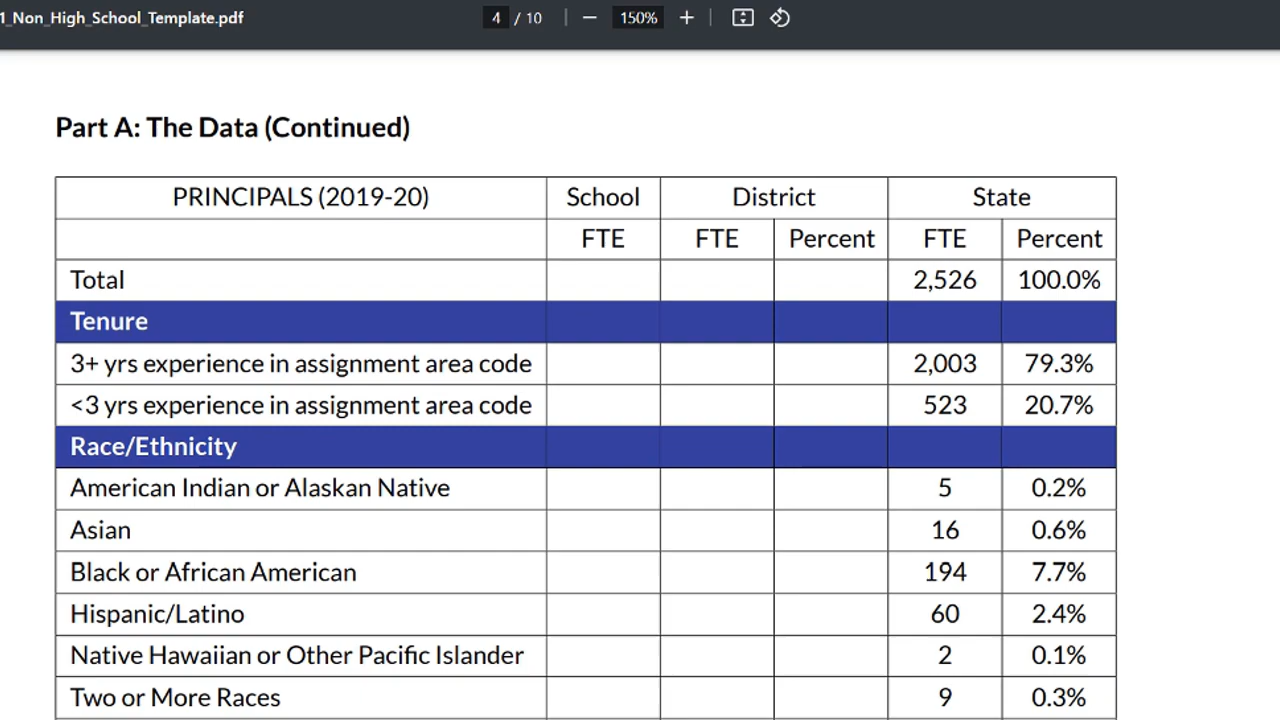 1_Non_High_School_Template.pdf 4 / 10 150%
Part A: The Data (Continued)
PRINCIPALS (2019-20) School District State
FTE FTE Percent FTE Percent
Total 2,526 100.0%
Tenure
3+ yrs experience in assignment area code 2,003 79.3%
<3 yrs experience in assignment area code 523 20.7%
Race/Ethnicity
American Indian or Alaskan Native 5 0.2%
Asian 16 0.6%
Black or African American 194 7.7%
Hispanic/Latino 60 2.4%
Native Hawaiian or Other Pacific Islander 2 0.1%
Two or More Races 9 0.3%